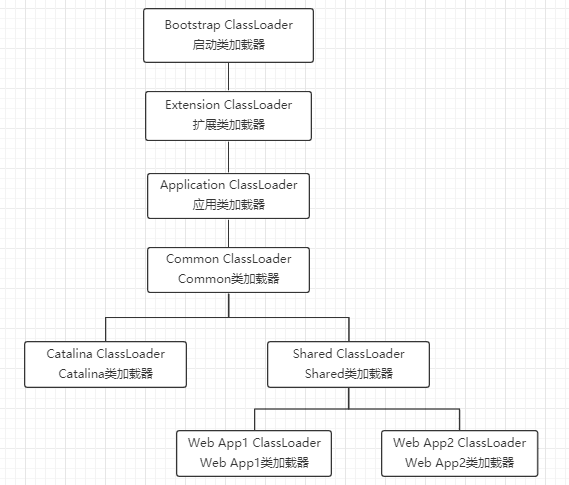 Bootstrap ClassLoader
启动类加载器
Extension ClassLoader
扩展类加载器
Application ClassLoader
应用类加载器
Common ClassLoader
Common类加载器
Catalina ClassLoader
Catalina类加载器
Shared ClassLoader
Shared类加载器
Web App1 ClassLoader
Web App1类加载器
Web App2 ClassLoader
Web App2类加载器